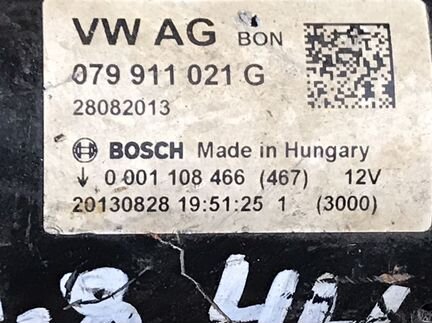 VW AG BON
079 911 021 G
28082013
BOSCH Made in Hungary
↓ 0 001 108 466 (467) 12V
20130828 19:51:25 1 (3000)